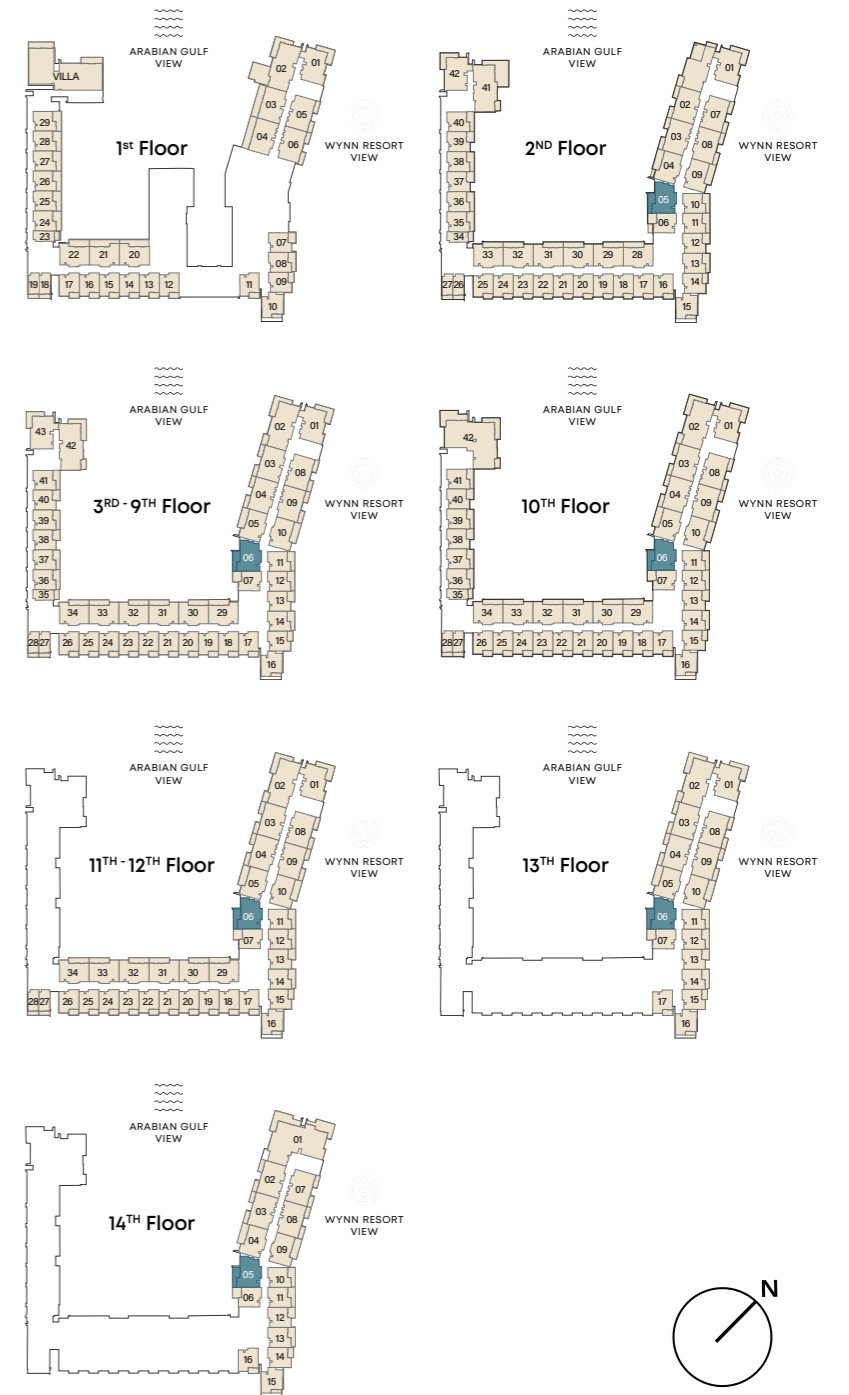 ARABIAN GULF
VIEW
VILLA
02
01
03
05
04
06
29
28
27
26
25
24
23
1st Floor
WYNN RESORT
VIEW
22 21 20
07
08
09
10
19 18 17 16 15 14 13 12 11
ARABIAN GULF
VIEW
42
41
01
02
07
03
08
04
09
40
39
38
37
36
35
34
2ND Floor
WYNN RESORT
VIEW
05
06
10
11
12
13
14
15
33 32 31 30 29 28
27 26 25 24 23 22 21 20 19 18 17 16
ARABIAN GULF
VIEW
43
42
02
01
03
08
04
09
05
10
41
40
39
38
37
36
35
3RD - 9TH Floor
WYNN RESORT
VIEW
06
07
11
12
13
14
15
16
34 33 32 31 30 29
28 27 26 25 24 23 22 21 20 19 18 17
ARABIAN GULF
VIEW
42
02
01
03
08
04
09
05
10
41
40
39
38
37
36
35
10TH Floor
WYNN RESORT
VIEW
06
07
11
12
13
14
15
16
34 33 32 31 30 29
28 27 26 25 24 23 22 21 20 19 18 17
ARABIAN GULF
VIEW
02
01
03
08
04
09
05
10
11TH - 12TH Floor
WYNN RESORT
VIEW
06
07
11
12
13
14
15
16
34 33 32 31 30 29
28 27 26 25 24 23 22 21 20 19 18 17
ARABIAN GULF
VIEW
02
01
03
08
04
09
05
10
13TH Floor
WYNN RESORT
VIEW
06
07
11
12
13
14
15
17
16
ARABIAN GULF
VIEW
01
02
07
03
08
04
09
14TH Floor
WYNN RESORT
VIEW
05
06
10
11
12
13
14
16
15
N